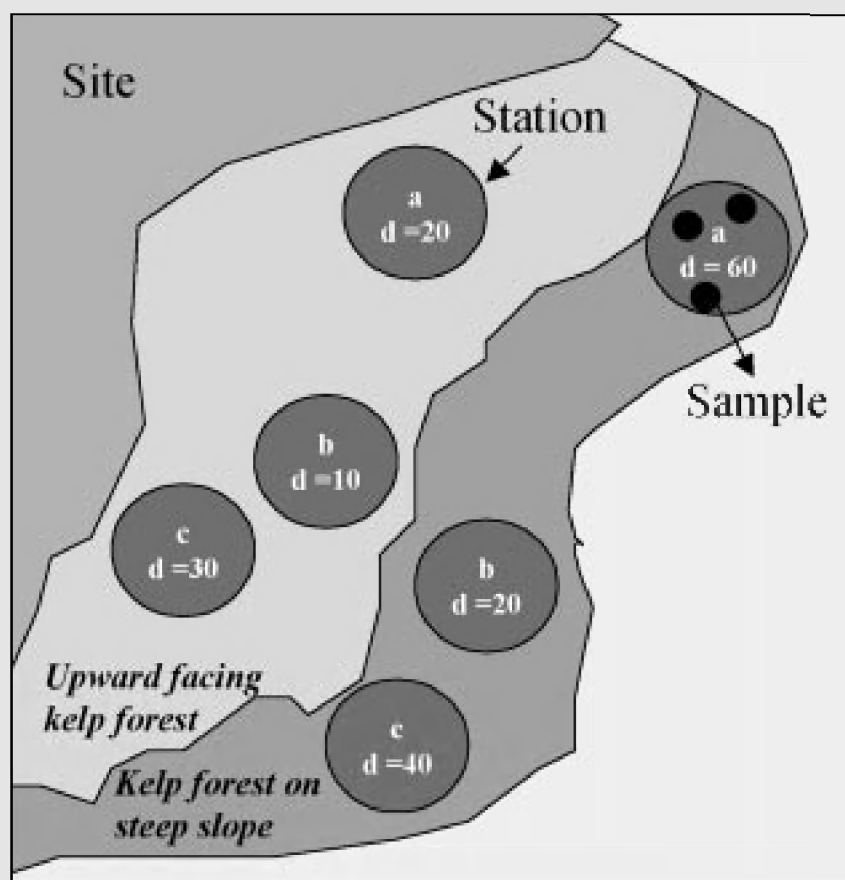 Site
Station
a
d =20
a
d = 60
Sample
b
d =10
c
d =30
b
d =20
Upward facing
kelp forest
c
d =40
Kelp forest on
steep slope